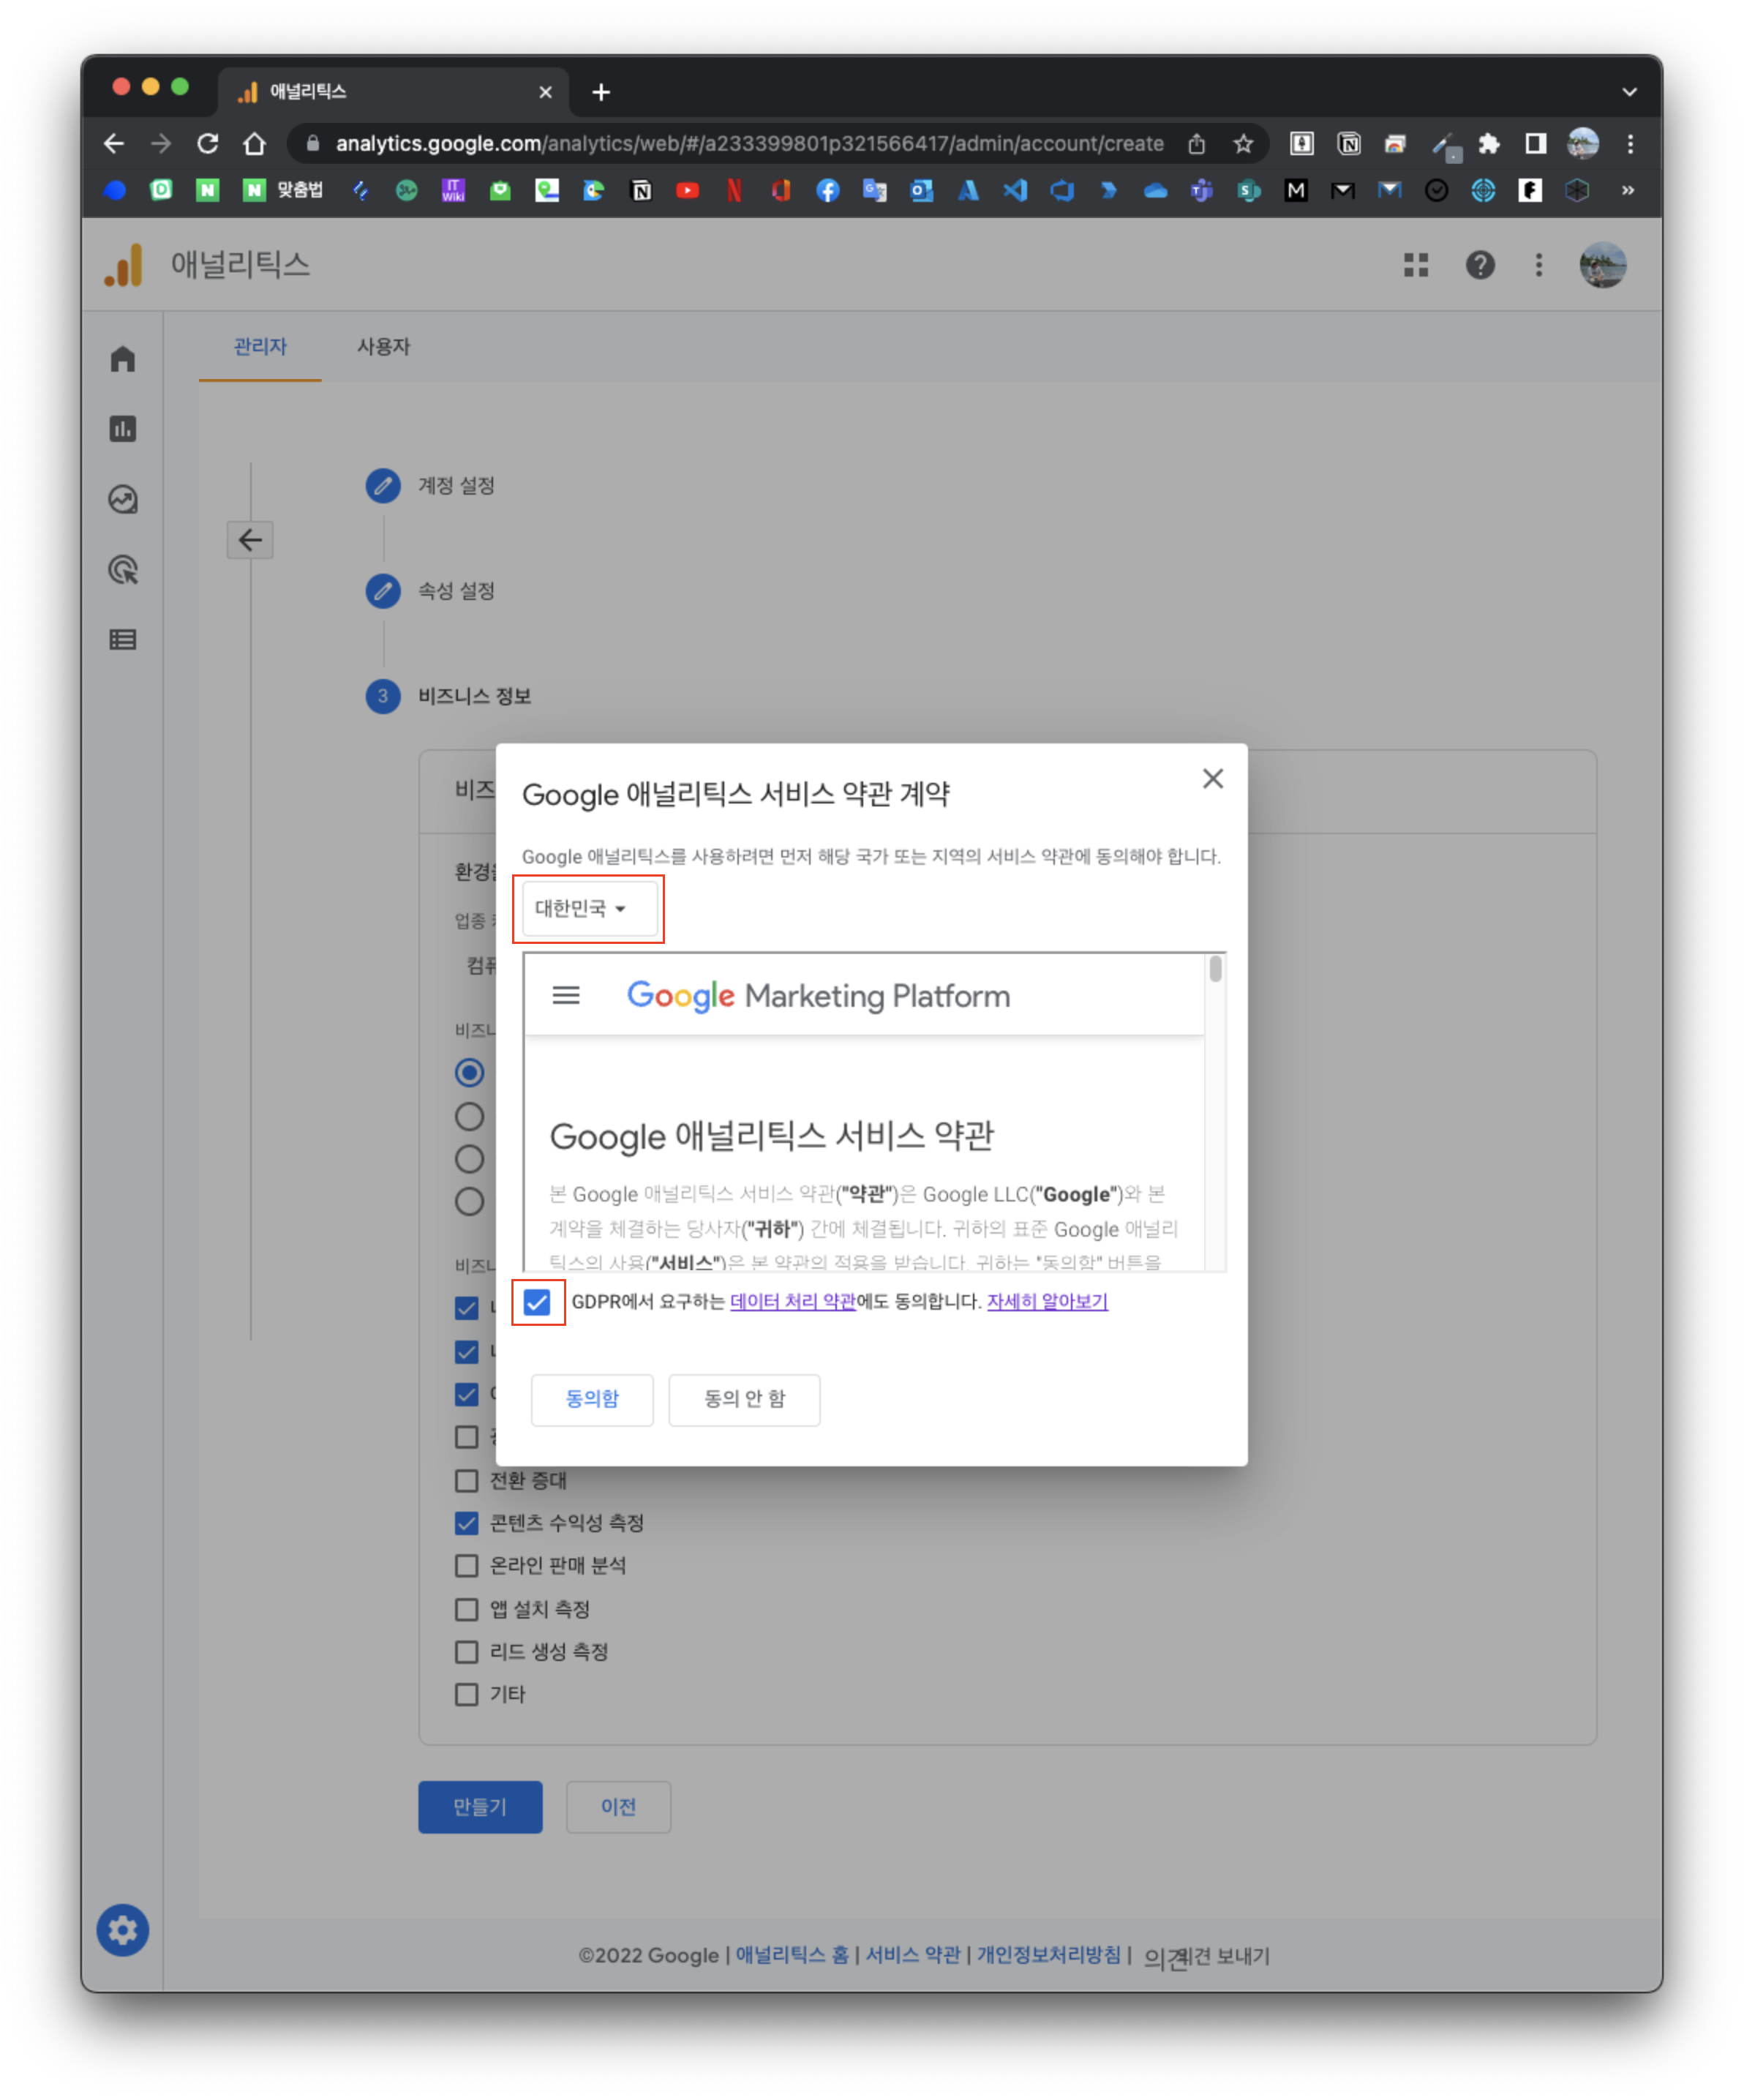 애널리틱스
analytics.google.com/analytics/web/#/a233399801p321566417/admin/account/create
맞춤법
IT Wiki
애널리틱스
관리자
사용자
계정 설정
속성 설정
3
비즈니스 정보
비즈
환경을
업종
컴퓨
비즈니
Google 애널리틱스 서비스 약관 계약
Google 애널리틱스를 사용하려면 먼저 해당 국가 또는 지역의 서비스 약관에 동의해야 합니다.
대한민국
Google Marketing Platform
Google 애널리틱스 서비스 약관
본 Google 애널리틱스 서비스 약관("약관")은 Google LLC("Google")와 본
계약을 체결하는 당사자("귀하") 간에 체결됩니다. 귀하의 표준 Google 애널리
틱스의 사용("서비스")은 본 약관의 적용을 받습니다. 귀하는 "동의함" 버튼을
비즈니
GDPR에서 요구하는 데이터 처리 약관에도 동의합니다. 자세히 알아보기
동의함
동의 안 함
전환 증대
콘텐츠 수익성 측정
온라인 판매 분석
앱 설치 측정
리드 생성 측정
기타
만들기
이전
©2022 Google | 애널리틱스 홈 | 서비스 약관 | 개인정보처리방침 | 의견 보내기